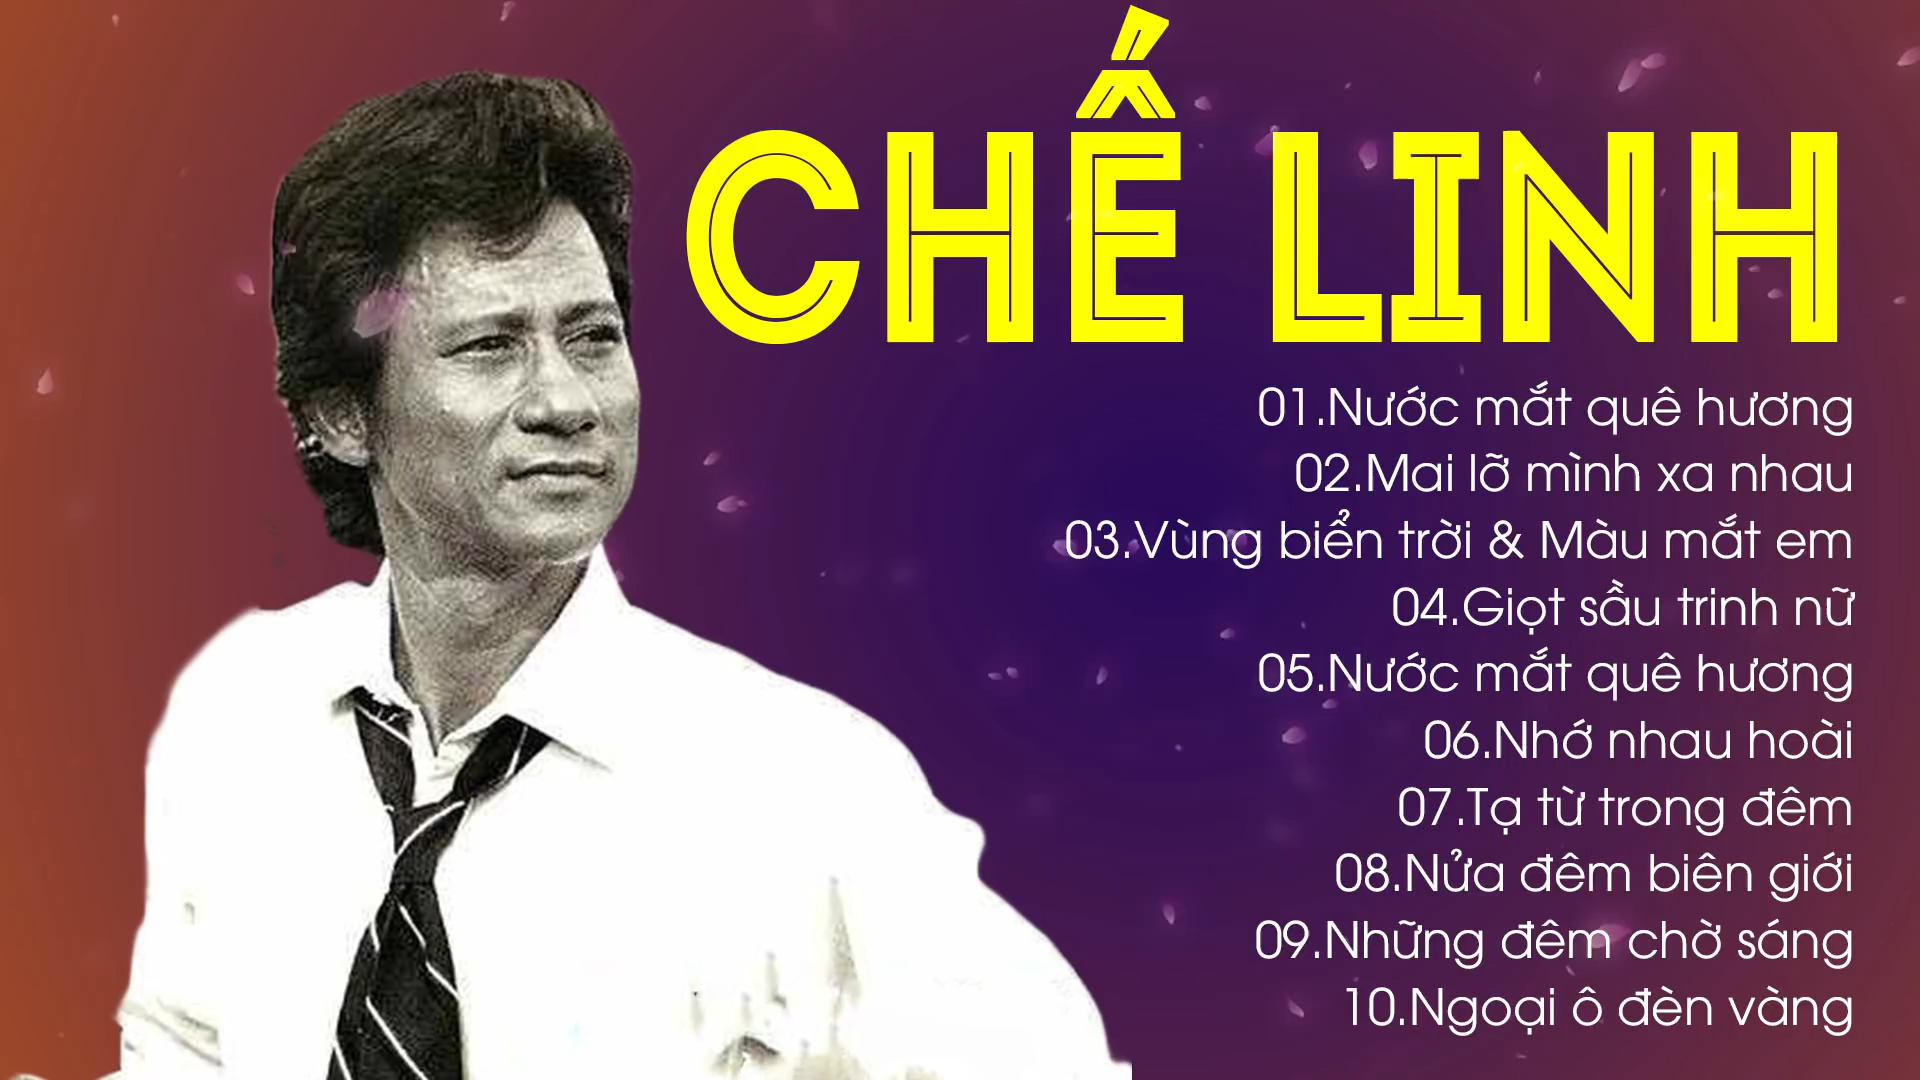 CHẾ LINH
01.Nước mắt quê hương
02.Mai lỡ mình xa nhau
03.Vùng biển trời & Màu mắt em
04.Giọt sầu trinh nữ
05.Nước mắt quê hương
06.Nhớ nhau hoài
07.Tạ từ trong đêm
08.Nửa đêm biên giới
09.Những đêm chờ sáng
10.Ngoại ô đèn vàng